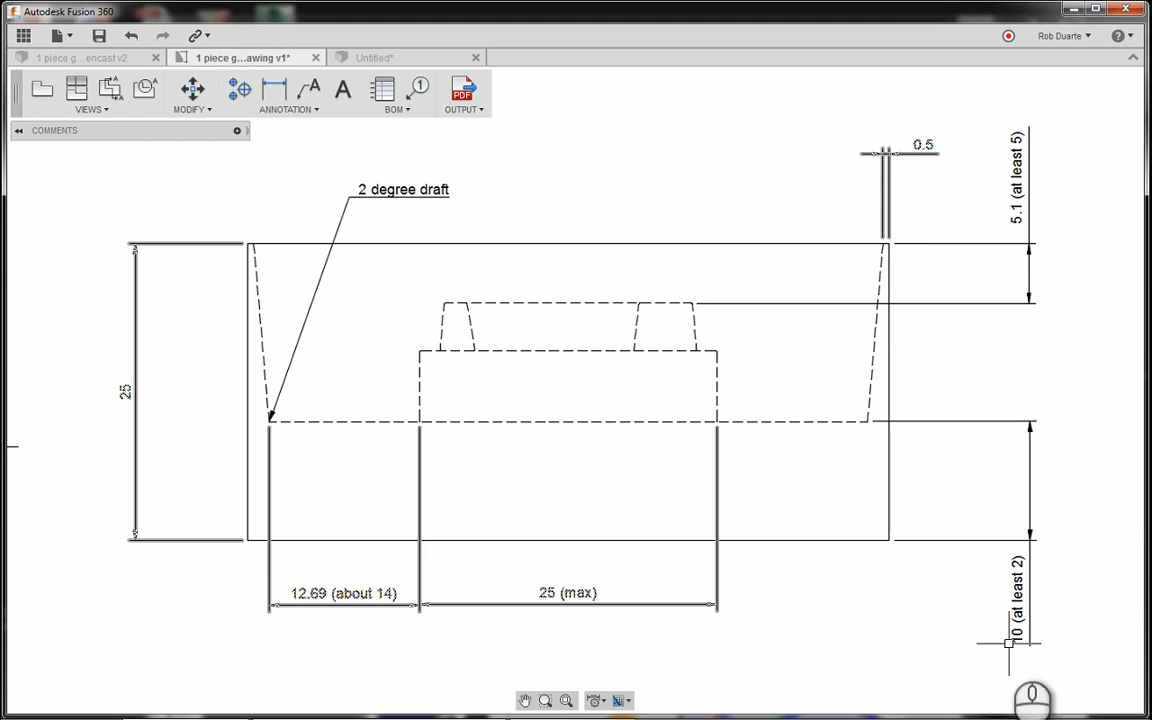 Autodesk Fusion 360
Rob Duarte
1 piece g...encast v2
1 piece g...awing v1*
Untitled*
VIEWS
MODIFY
ANNOTATION
BOM
OUTPUT
PDF
COMMENTS
0.5
5.1 (at least 5)
2 degree draft
25
12.69 (about 14)
25 (max)
10 (at least 2)